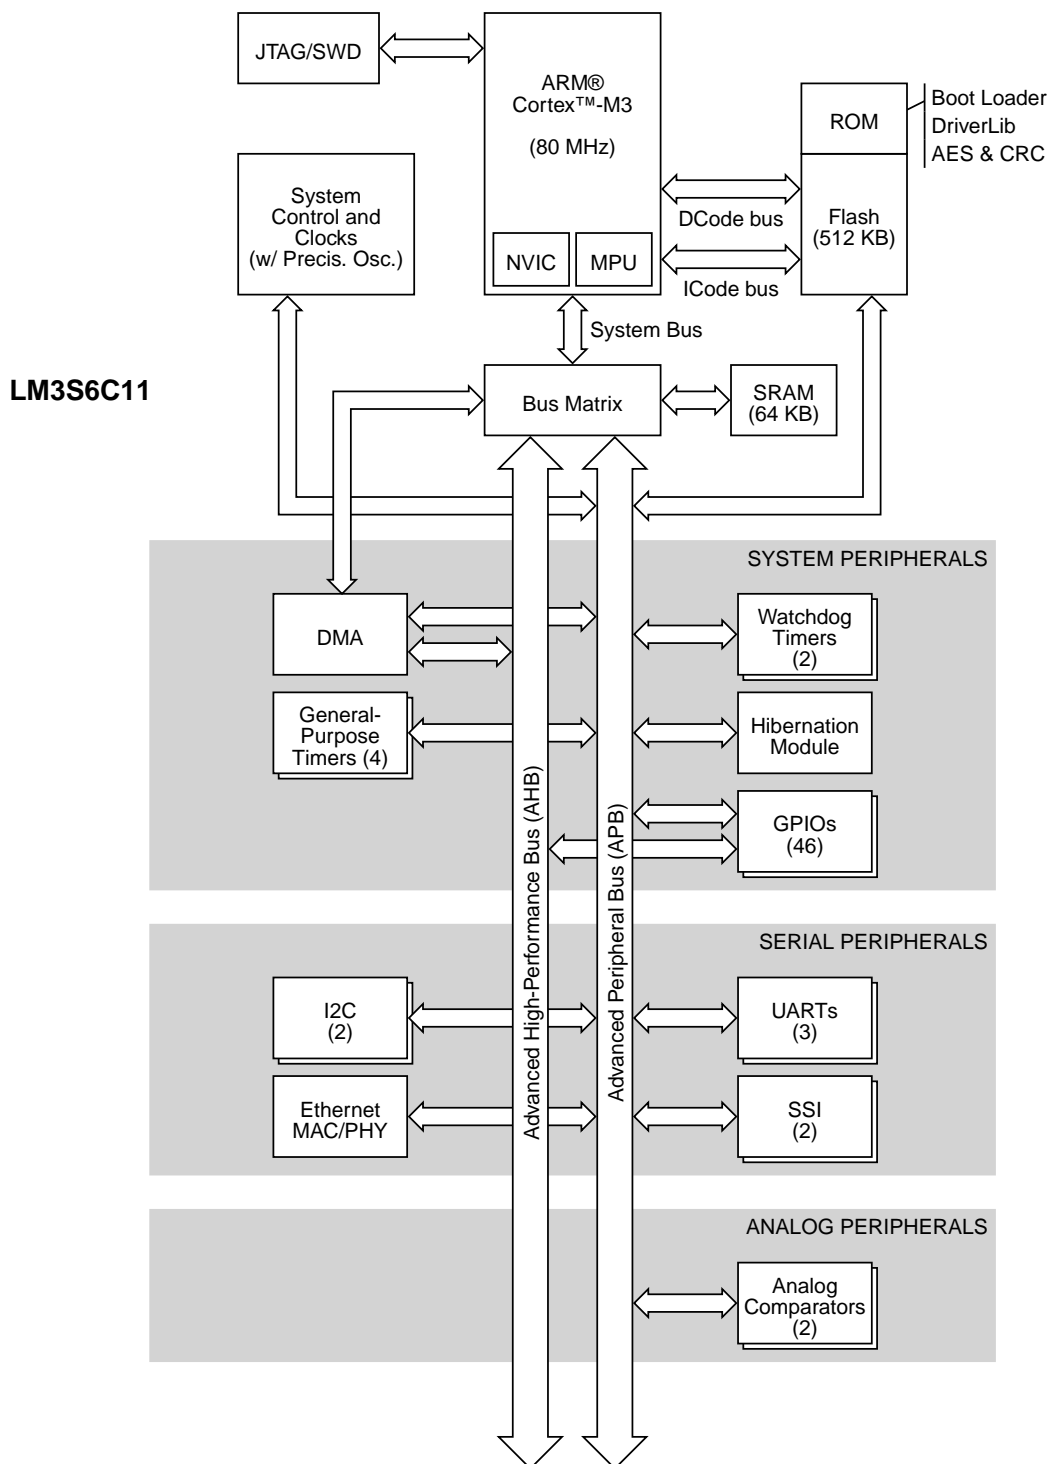 JTAG/SWD
ARM®
Cortex™-M3
(80 MHz)
NVIC
MPU
ROM
Boot Loader
DriverLib
AES & CRC
Flash
(512 KB)
DCode bus
ICode bus
System
Control and
Clocks
(w/ Precis. Osc.)
System Bus
LM3S6C11
Bus Matrix
SRAM
(64 KB)
SYSTEM PERIPHERALS
DMA
Watchdog
Timers
(2)
General-
Purpose
Timers (4)
Hibernation
Module
GPIOs
(46)
Advanced High-Performance Bus (AHB)
Advanced Peripheral Bus (APB)
SERIAL PERIPHERALS
I2C
(2)
UARTs
(3)
Ethernet
MAC/PHY
SSI
(2)
ANALOG PERIPHERALS
Analog
Comparators
(2)